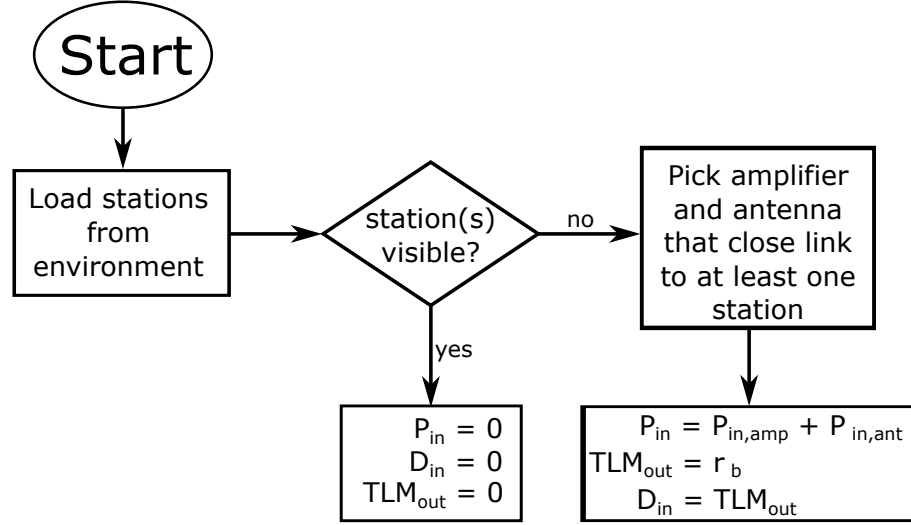 Start
Load stations
from
environment
station(s)
visible?
no
yes
Pick amplifier
and antenna
that close link
to at least one
station
P_in = 0
D_in = 0
TLM_out = 0
P_in = P_in,amp + P_in,ant
TLM_out = r_b
D_in = TLM_out